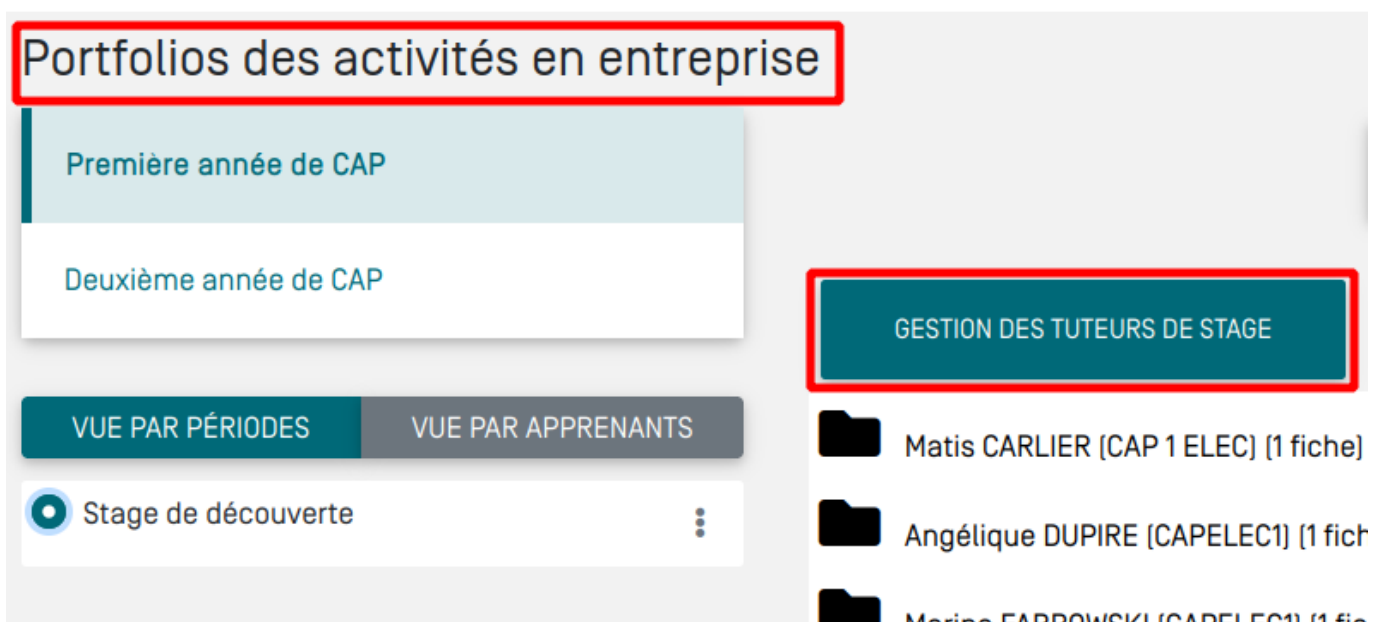 Portfolios des activités en entreprise
Première année de CAP
Deuxième année de CAP
GESTION DES TUTEURS DE STAGE
VUE PAR PÉRIODES
VUE PAR APPRENANTS
Stage de découverte
Matis CARLIER (CAP 1 ELEC) (1 fiche)
Angélique DUPIRE (CAPELEC1) (1 fich